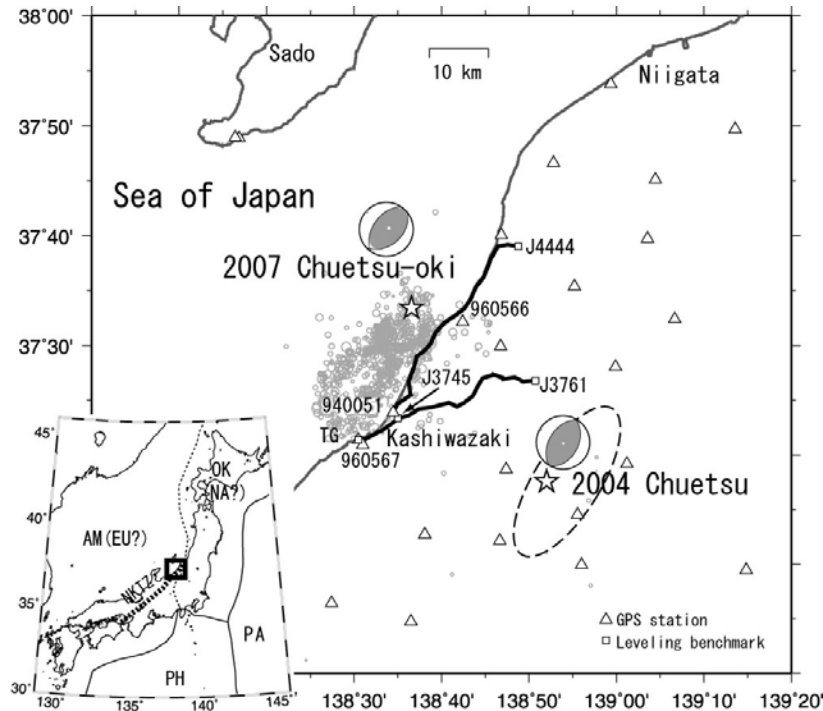 38°00'
Sado
10 km
Niigata
37°50'
Sea of Japan
37°40'
J4444
2007 Chuetsu-oki
960566
37°30'
J3745
J3761
940051
TG
Kashiwazaki
960567
2004 Chuetsu
45°
OK
(NA?)
40°
AM(EU?)
NKTZ
35°
PA
PH
30°
130°
135°
140°
145°
GPS station
Leveling benchmark
138°30'
138°40'
138°50'
139°00'
139°10'
139°20'